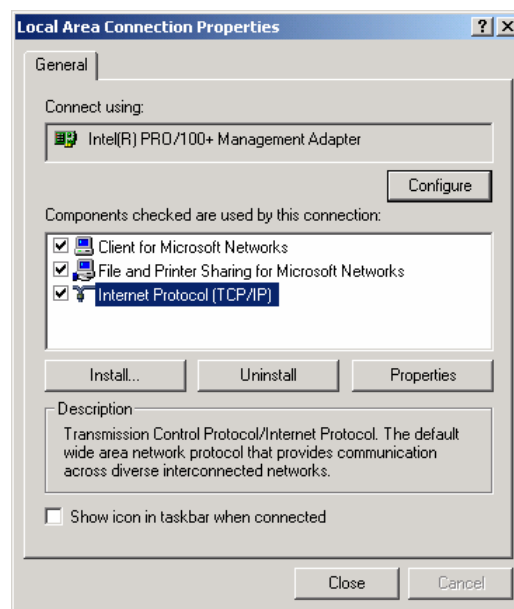 Local Area Connection Properties
General
Connect using:
Intel(R) PRO/100+ Management Adapter
Configure
Components checked are used by this connection:
Client for Microsoft Networks
File and Printer Sharing for Microsoft Networks
Internet Protocol (TCP/IP)
Install... Uninstall Properties
Description
Transmission Control Protocol/Internet Protocol. The default
wide area network protocol that provides communication
across diverse interconnected networks.
Show icon in taskbar when connected
Close Cancel